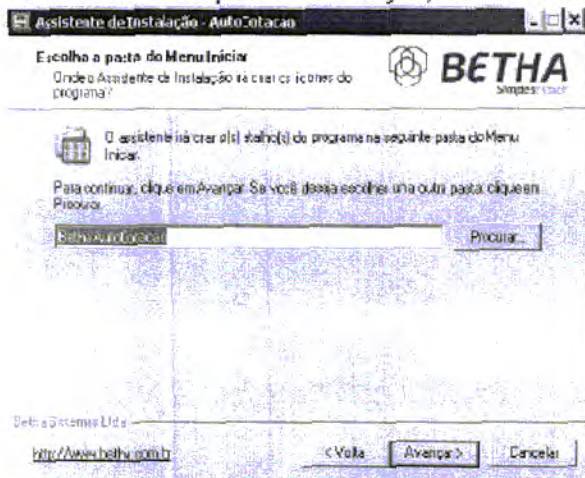 Assistente de Instalação - AutoCotacao
Escolha a pasta do Menu Iniciar
Onde o Assistente de Instalação irá criar os ícones do
programa?
BETHA
Simples
O assistente irá criar o(s) atalho(s) do programa na seguinte pasta do Menu
Iniciar.
Para continuar, clique em Avançar. Se você deseja escolher uma outra pasta, clique em
Procurar.
Procurar...
Betha Sistemas Ltda
http://www.betha.com.br
< Volta
Avançar >
Cancelar